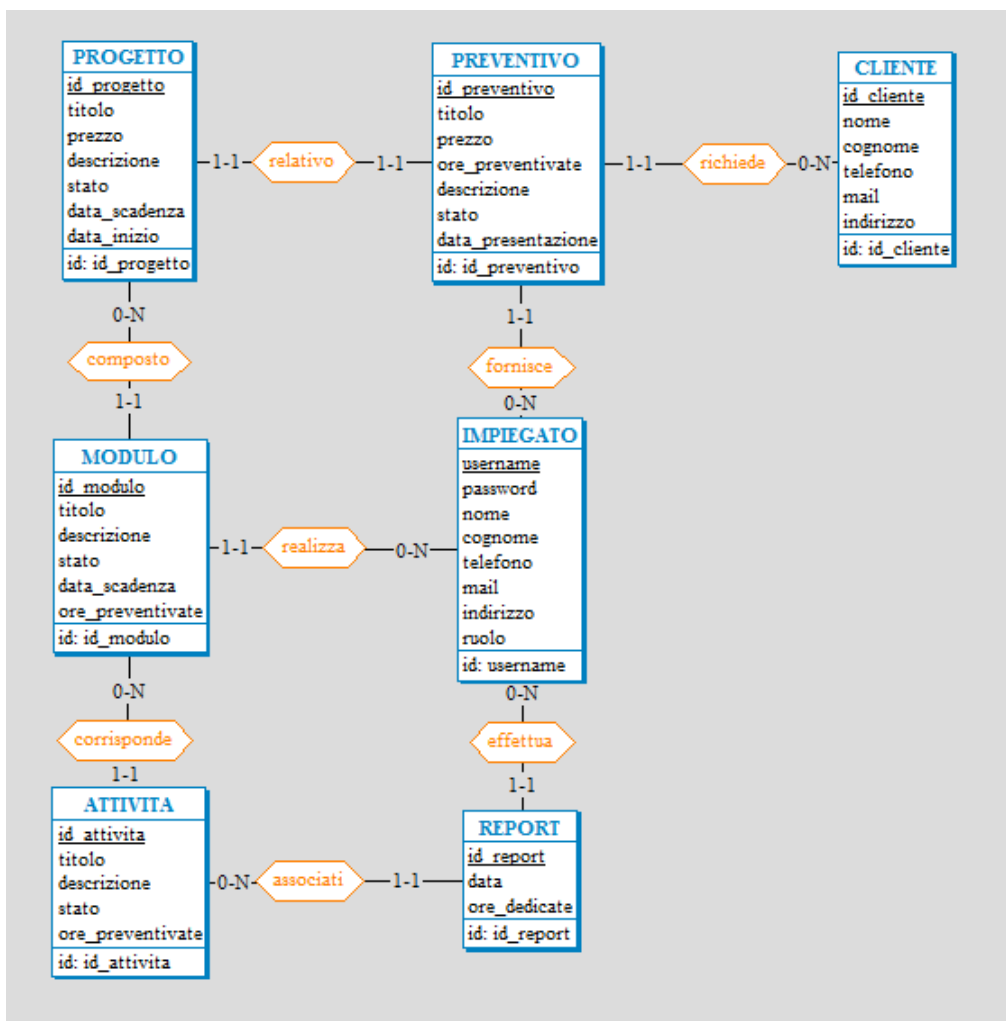 PROGETTO
id_progetto
titolo
prezzo
descrizione
stato
data_scadenza
data_inizio
id: id_progetto
1-1
relativo
1-1
PREVENTIVO
id_preventivo
titolo
prezzo
ore_preventivate
descrizione
stato
data_presentazione
id: id_preventivo
1-1
richiede
0-N
CLIENTE
id_cliente
nome
cognome
telefono
mail
indirizzo
id: id_cliente
0-N
composto
1-1
1-1
fornisce
0-N
MODULO
id_modulo
titolo
descrizione
stato
data_scadenza
ore_preventivate
id: id_modulo
1-1
realizza
0-N
IMPIEGATO
username
password
nome
cognome
telefono
mail
indirizzo
ruolo
id: username
0-N
corrisponde
1-1
0-N
effettua
1-1
ATTIVITA
id_attivita
titolo
descrizione
stato
ore_preventivate
id: id_attivita
0-N
associati
1-1
REPORT
id_report
data
ore_dedicate
id: id_report